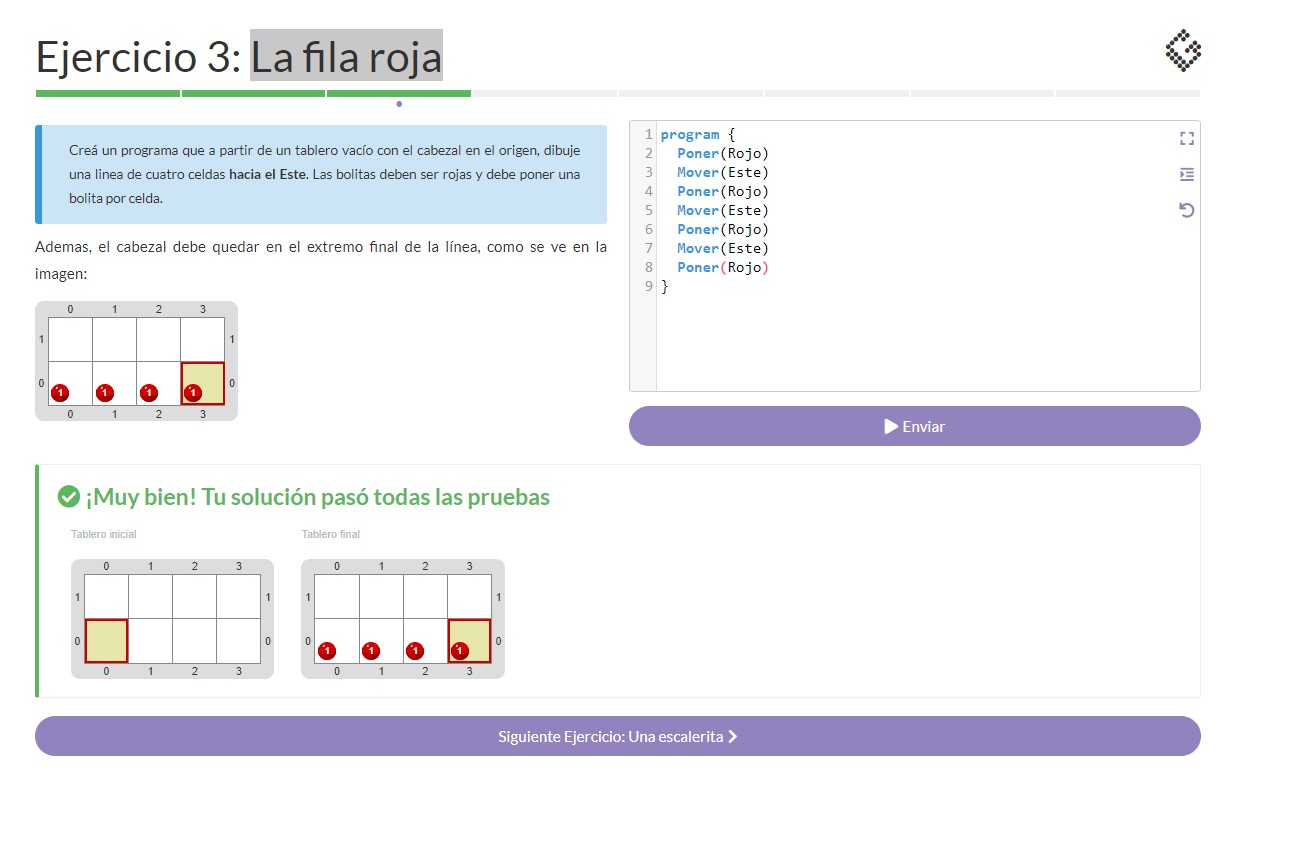 Ejercicio 3: La fila roja
Creá un programa que a partir de un tablero vacío con el cabezal en el origen, dibuje
una linea de cuatro celdas hacia el Este. Las bolitas deben ser rojas y debe poner una
bolita por celda.
Ademas, el cabezal debe quedar en el extremo final de la línea, como se ve en la
imagen:
0 1 2 3
1 1
0 1 1 1 1 0
0 1 2 3
1 program {
2 Poner(Rojo)
3 Mover(Este)
4 Poner(Rojo)
5 Mover(Este)
6 Poner(Rojo)
7 Mover(Este)
8 Poner(Rojo)
9 }
Enviar
¡Muy bien! Tu solución pasó todas las pruebas
Tablero inicial
0 1 2 3
1 1
0 0
0 1 2 3
Tablero final
0 1 2 3
1 1
0 1 1 1 1 0
0 1 2 3
Siguiente Ejercicio: Una escalerita